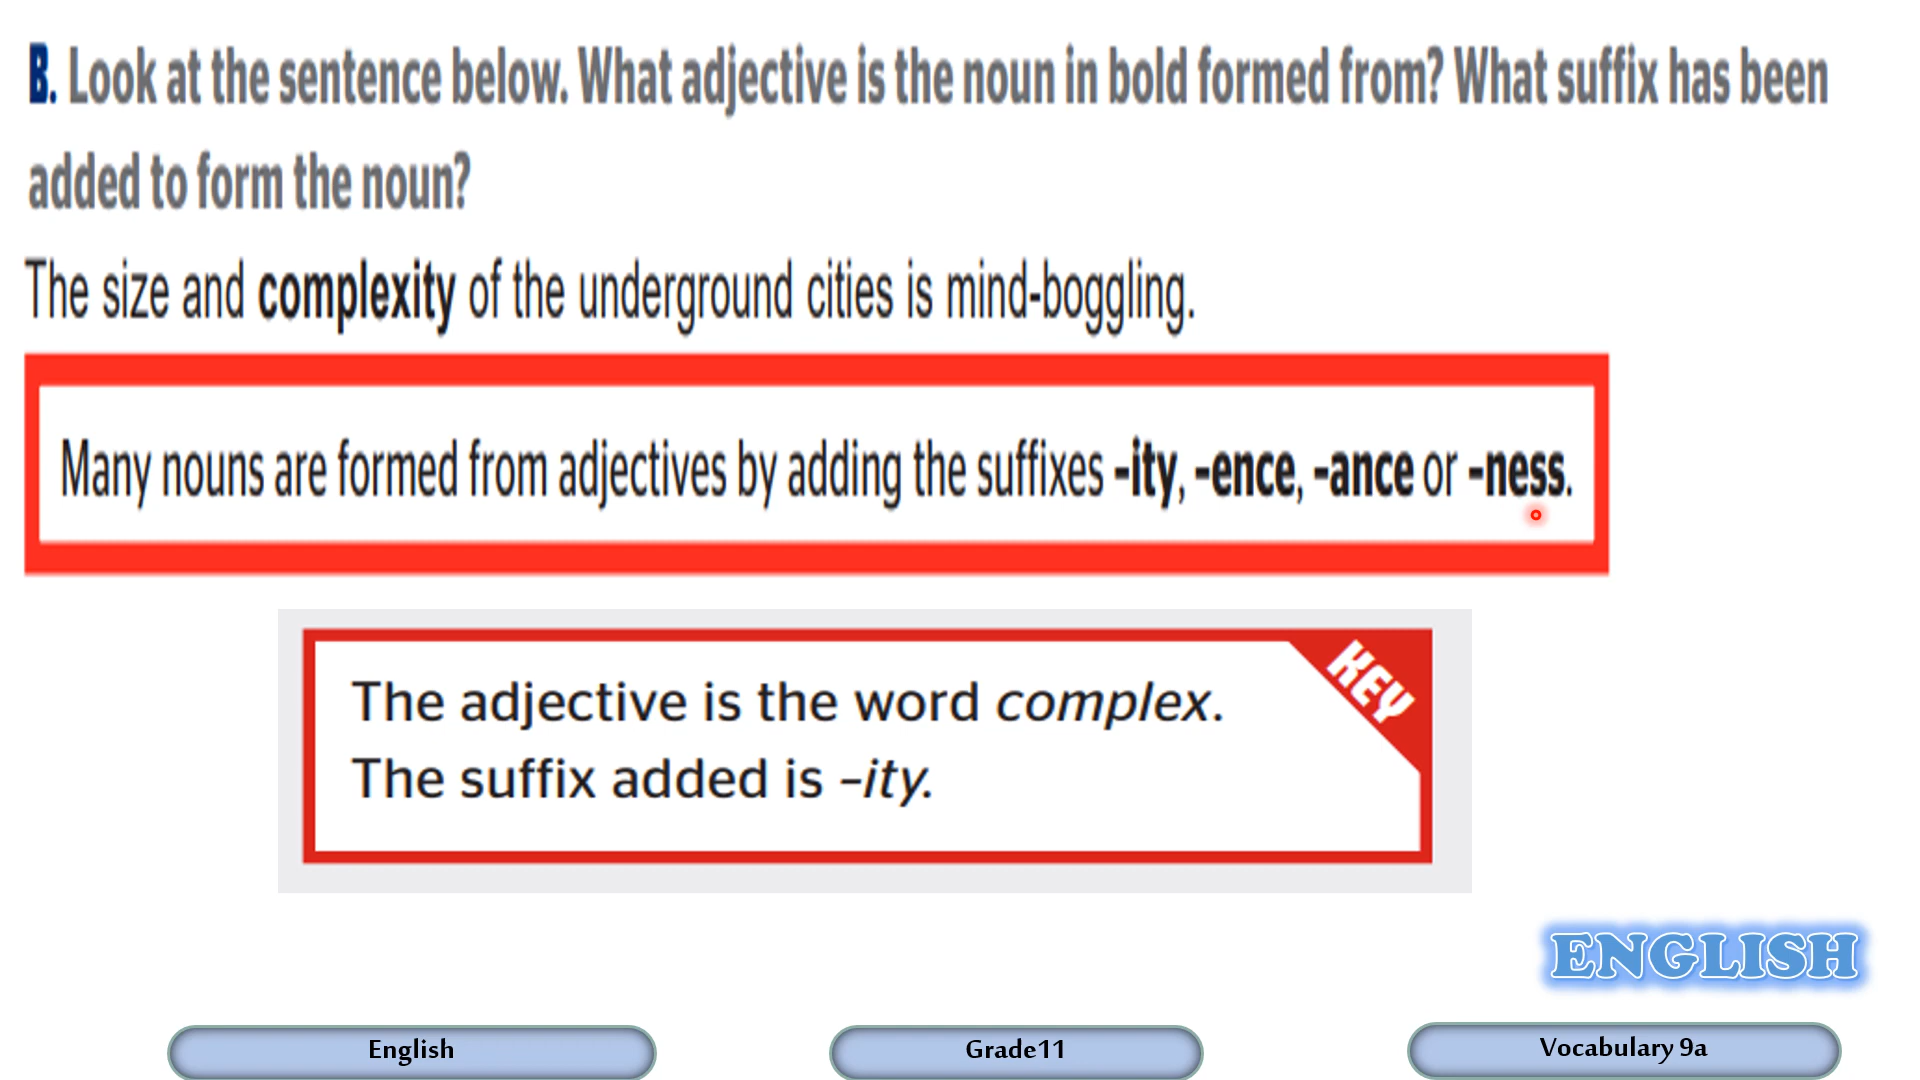 B. Look at the sentence below. What adjective is the noun in bold formed from? What suffix has been
added to form the noun?
The size and complexity of the underground cities is mind-boggling.
Many nouns are formed from adjectives by adding the suffixes -ity, -ence, -ance or -ness.
KEY
The adjective is the word complex.
The suffix added is -ity.
ENGLISH
English
Grade11
Vocabulary 9a